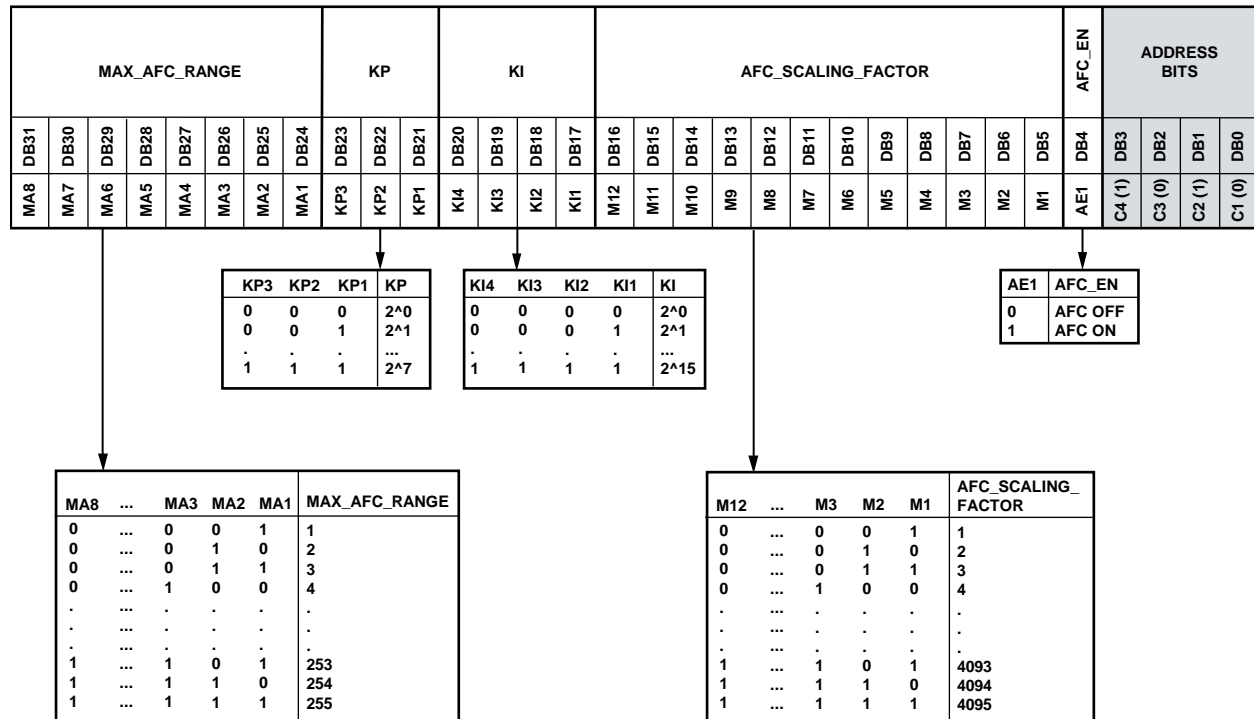 MAX_AFC_RANGE KP KI AFC_SCALING_FACTOR AFC_EN ADDRESS
BITS
DB31 DB30 DB29 DB28 DB27 DB26 DB25 DB24 DB23 DB22 DB21 DB20 DB19 DB18 DB17 DB16 DB15 DB14 DB13 DB12 DB11 DB10 DB9 DB8 DB7 DB6 DB5 DB4 DB3 DB2 DB1 DB0
MA8 MA7 MA6 MA5 MA4 MA3 MA2 MA1 KP3 KP2 KP1 KI4 KI3 KI2 KI1 M12 M11 M10 M9 M8 M7 M6 M5 M4 M3 M2 M1 AE1 C4 (1) C3 (0) C2 (1) C1 (0)
KP3 KP2 KP1 KP
0 0 0 2^0
0 0 1 2^1
. . . ...
1 1 1 2^7
KI4 KI3 KI2 KI1 KI
0 0 0 0 2^0
0 0 0 1 2^1
. . . . ...
1 1 1 1 2^15
AE1 AFC_EN
0 AFC OFF
1 AFC ON
MA8 ... MA3 MA2 MA1 MAX_AFC_RANGE
0 ... 0 0 1 1
0 ... 0 1 0 2
0 ... 0 1 1 3
0 ... 1 0 0 4
. ... . . . .
. ... . . . .
. ... . . . .
1 ... 1 0 1 253
1 ... 1 1 0 254
1 ... 1 1 1 255
M12 ... M3 M2 M1 AFC_SCALING_
FACTOR
0 ... 0 0 1 1
0 ... 0 1 0 2
0 ... 0 1 1 3
0 ... 1 0 0 4
. ... . . . .
. ... . . . .
. ... . . . .
1 ... 1 0 1 4093
1 ... 1 1 0 4094
1 ... 1 1 1 4095